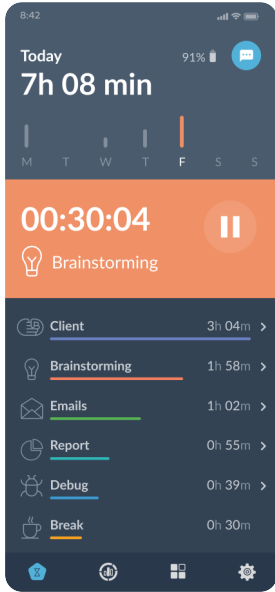 8:42
Today
91%
7h 08 min
M T W T F S S
00:30:04
Brainstorming
Client 3h 04m
Brainstorming 1h 58m
Emails 1h 02m
Report 0h 55m
Debug 0h 39m
Break 0h 30m